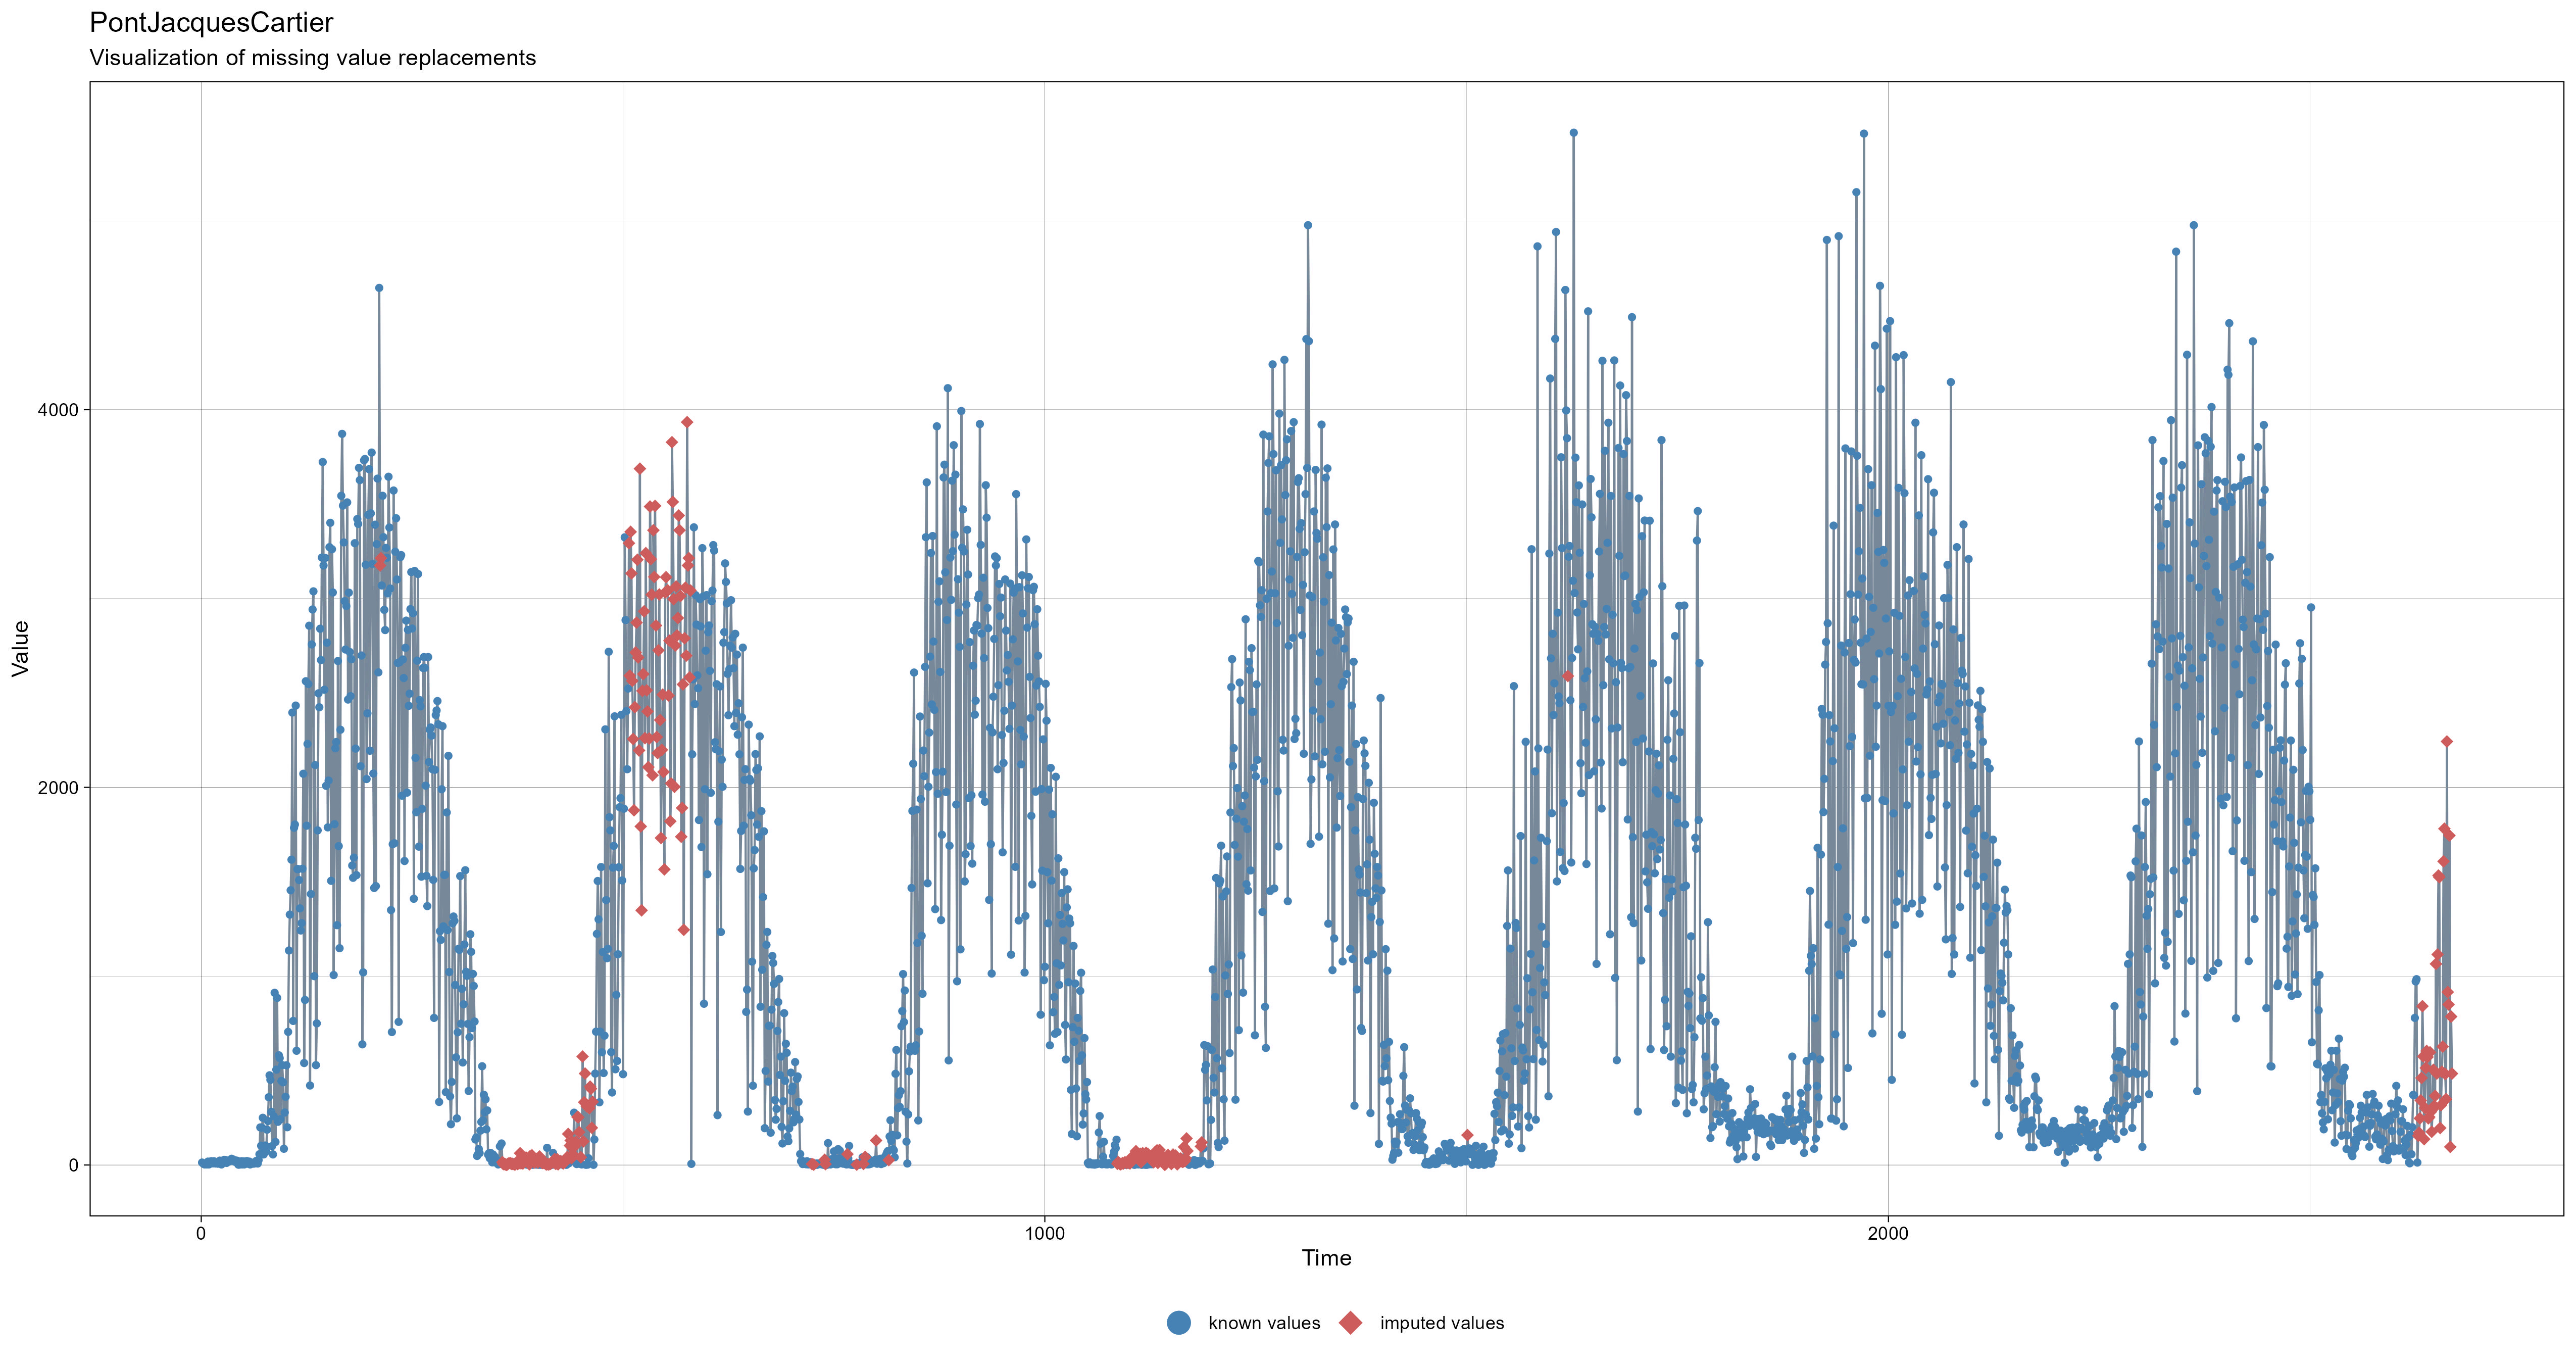 PontJacquesCartier
Visualization of missing value replacements
Value
4000
2000
0
0
1000
2000
Time
known values
imputed values